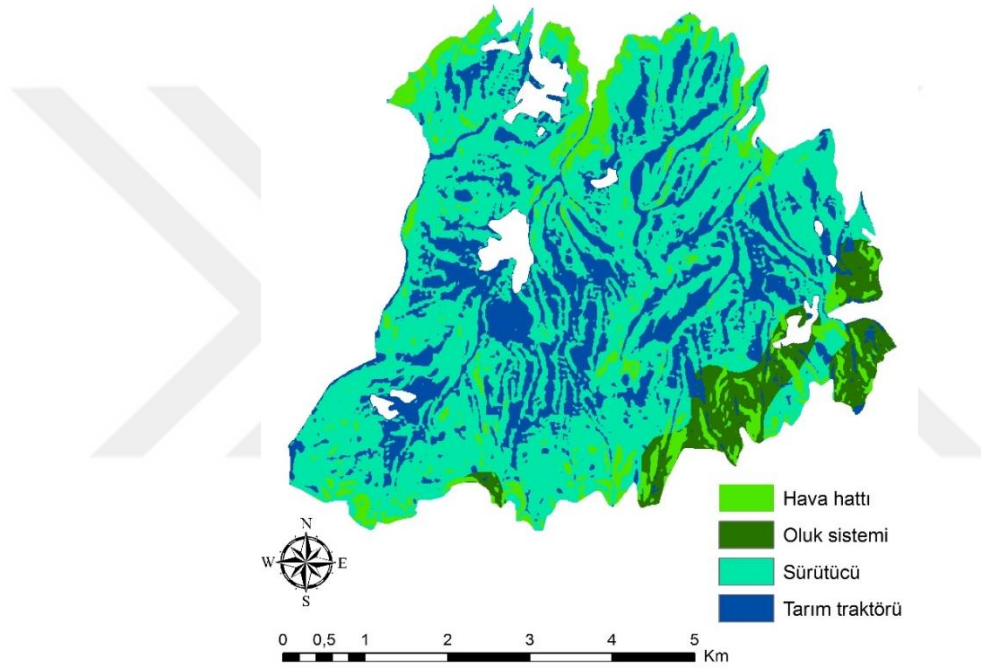 Hava hattı
Oluk sistemi
Sürütücü
Tarım traktörü
N
W E
S
0 0,5 1 2 3 4 5
Km